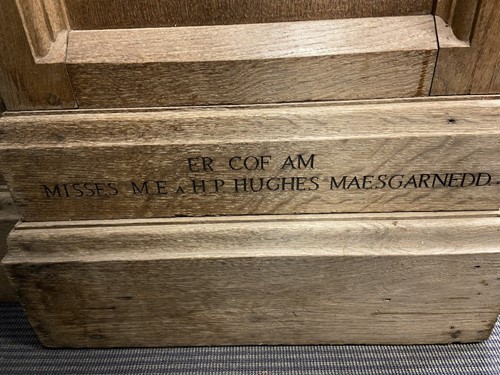 ER COF AM
MISSES M.E A H.P HUGHES MAESGARNEDD.